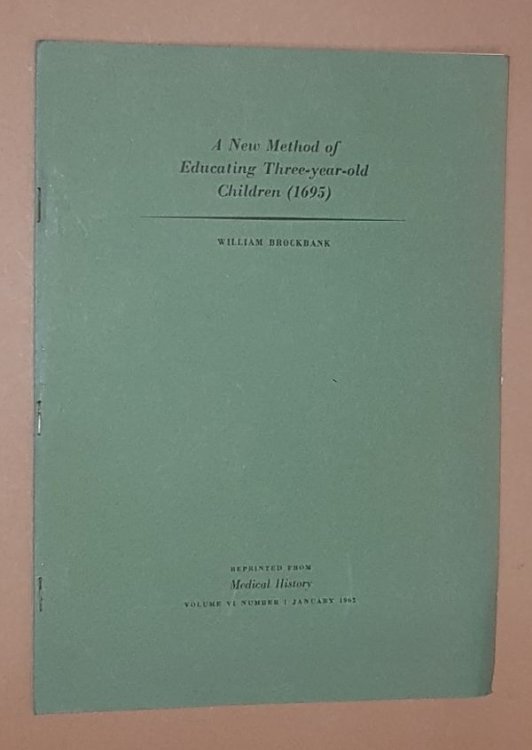 A New Method of
Educating Three-year-old
Children (1695)
WILLIAM BROCKBANK
REPRINTED FROM
Medical History
VOLUME VI NUMBER 1 JANUARY 1962